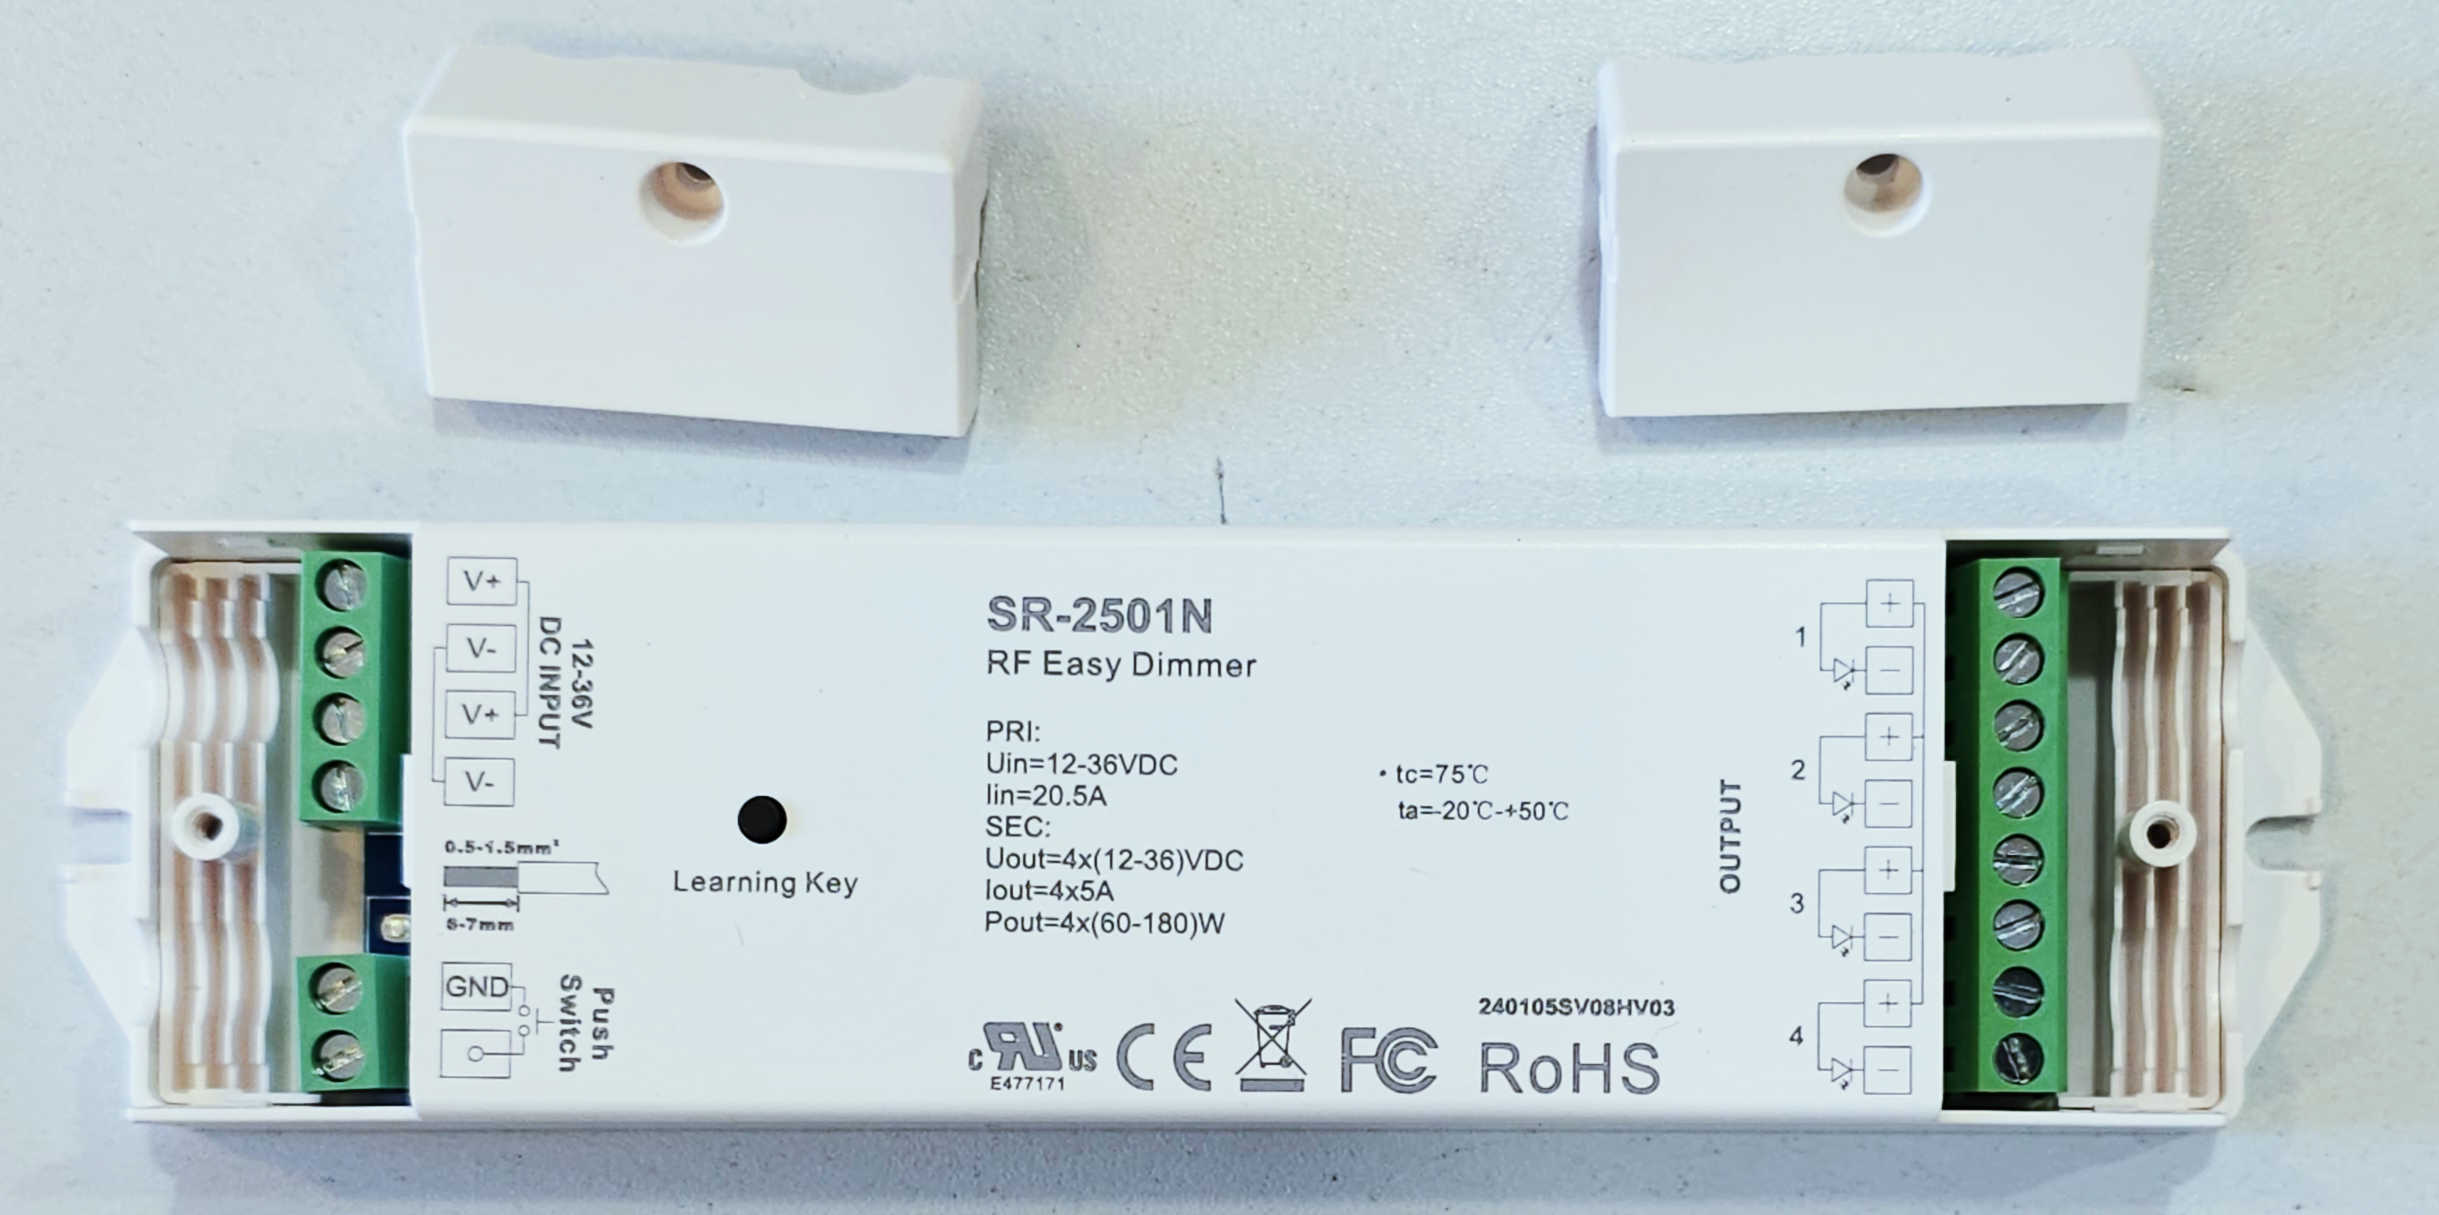 V+
V-
V+
V-
12-36V
DC INPUT
0.5-1.5mm²
6-7mm
GND
Push
Switch
Learning Key
SR-2501N
RF Easy Dimmer
PRI:
Uin=12-36VDC
Iin=20.5A
SEC:
Uout=4x(12-36)VDC
Iout=4x5A
Pout=4x(60-180)W
• tc=75℃
ta=-20℃-+50℃
c RU US
E477171
CE
FC
240105SV08HV03
RoHS
OUTPUT
1
+
-
2
+
-
3
+
-
4
+
-